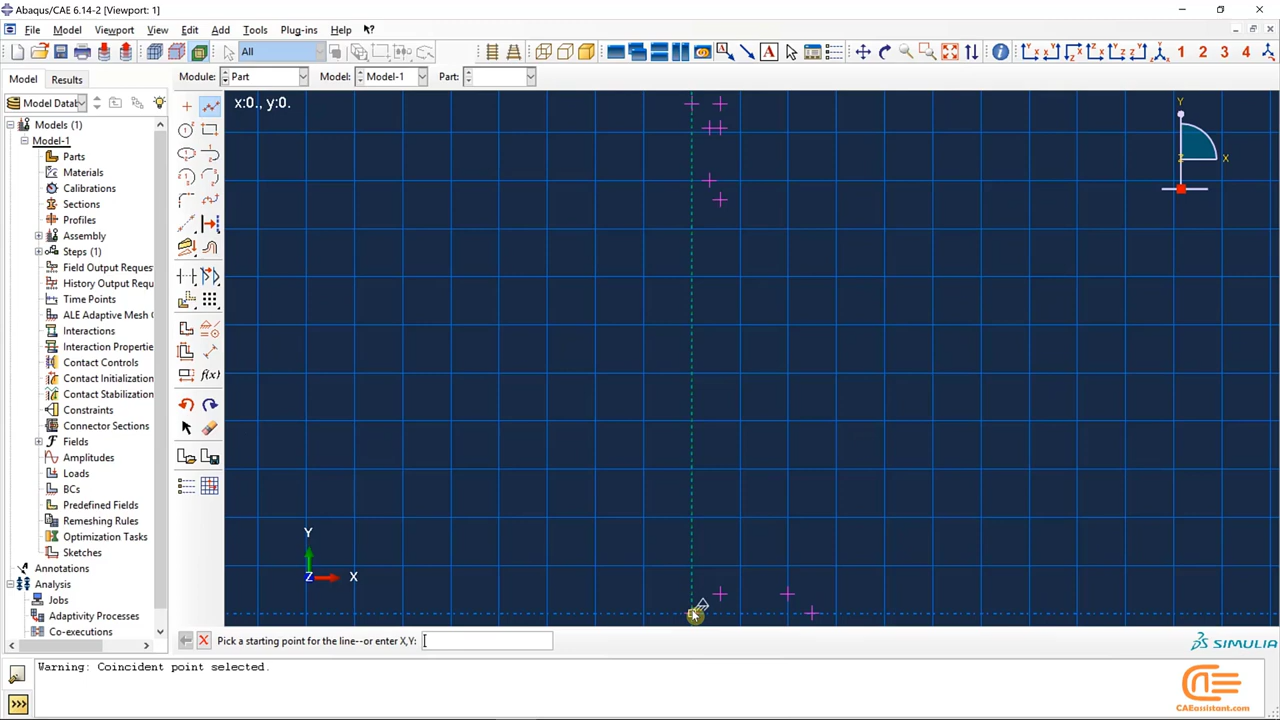 Abaqus/CAE 6.14-2 [Viewport: 1]
File Model Viewport View Edit Add Tools Plug-ins Help
All
1 2 3 4
Model Results
Module: Part Model: Model-1 Part:
Model Datab
x:0., y:0.
Models (1)
Model-1
Parts
Materials
Calibrations
Sections
Profiles
Assembly
Steps (1)
Field Output Reques
History Output Requ
Time Points
ALE Adaptive Mesh C
Interactions
Interaction Propertie
Contact Controls
Contact Initialization
Contact Stabilization
Constraints
Connector Sections
Fields
Amplitudes
Loads
BCs
Predefined Fields
Remeshing Rules
Optimization Tasks
Sketches
Annotations
Analysis
Jobs
Adaptivity Processes
Co-executions
f(x)
Y
Z X
Y
Z X
Pick a starting point for the line--or enter X,Y:
SIMULIA
Warning: Coincident point selected.
CAEassistant.com